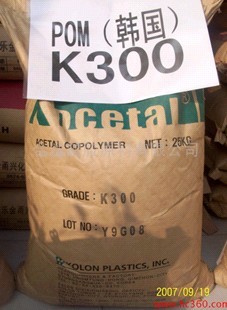 POM（韩国）
K300
Kocetal
ACETAL COPOLYMER NET: 25KG
GRADE: K300
LOT NO: Y9G08
KOLON PLASTICS, INC.
2007/09/19